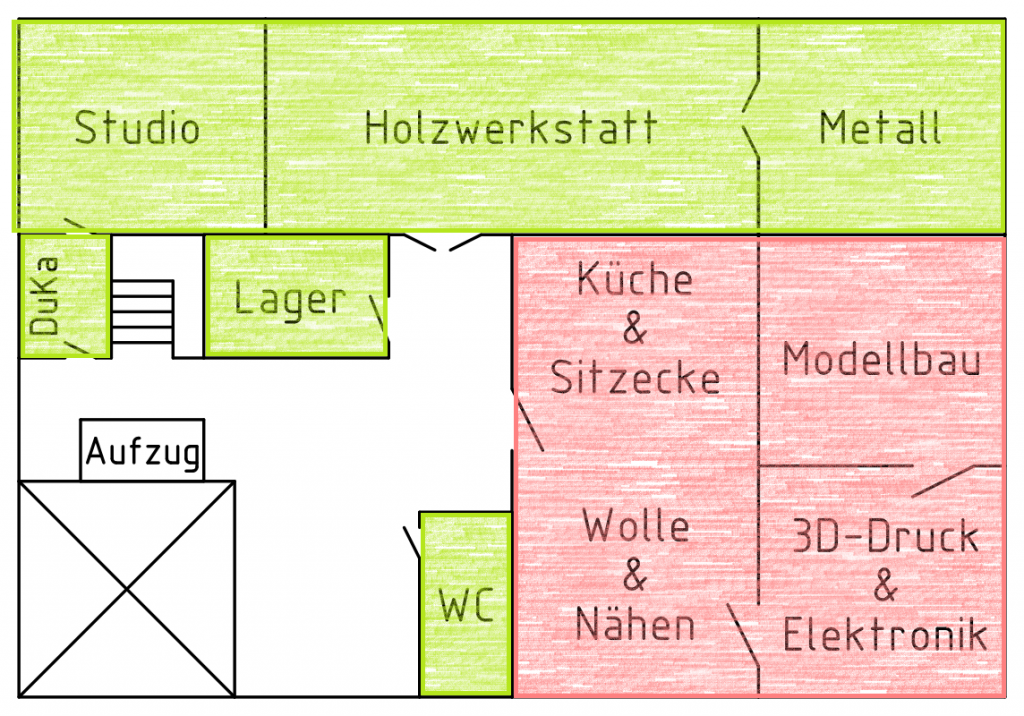 Studio
Holzwerkstatt
Metall
DuKa
Lager
Küche
&
Sitzecke
Modellbau
Aufzug
Wolle
&
Nähen
3D-Druck
&
Elektronik
WC